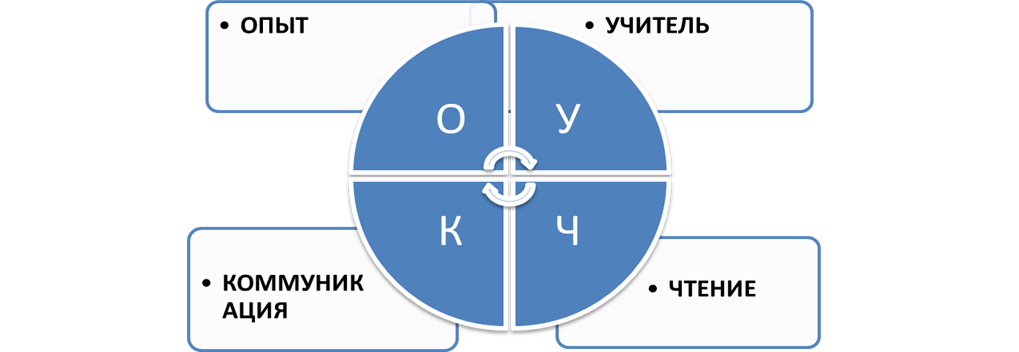 • ОПЫТ
• УЧИТЕЛЬ
О
У
К
Ч
• КОММУНИК
АЦИЯ
• ЧТЕНИЕ